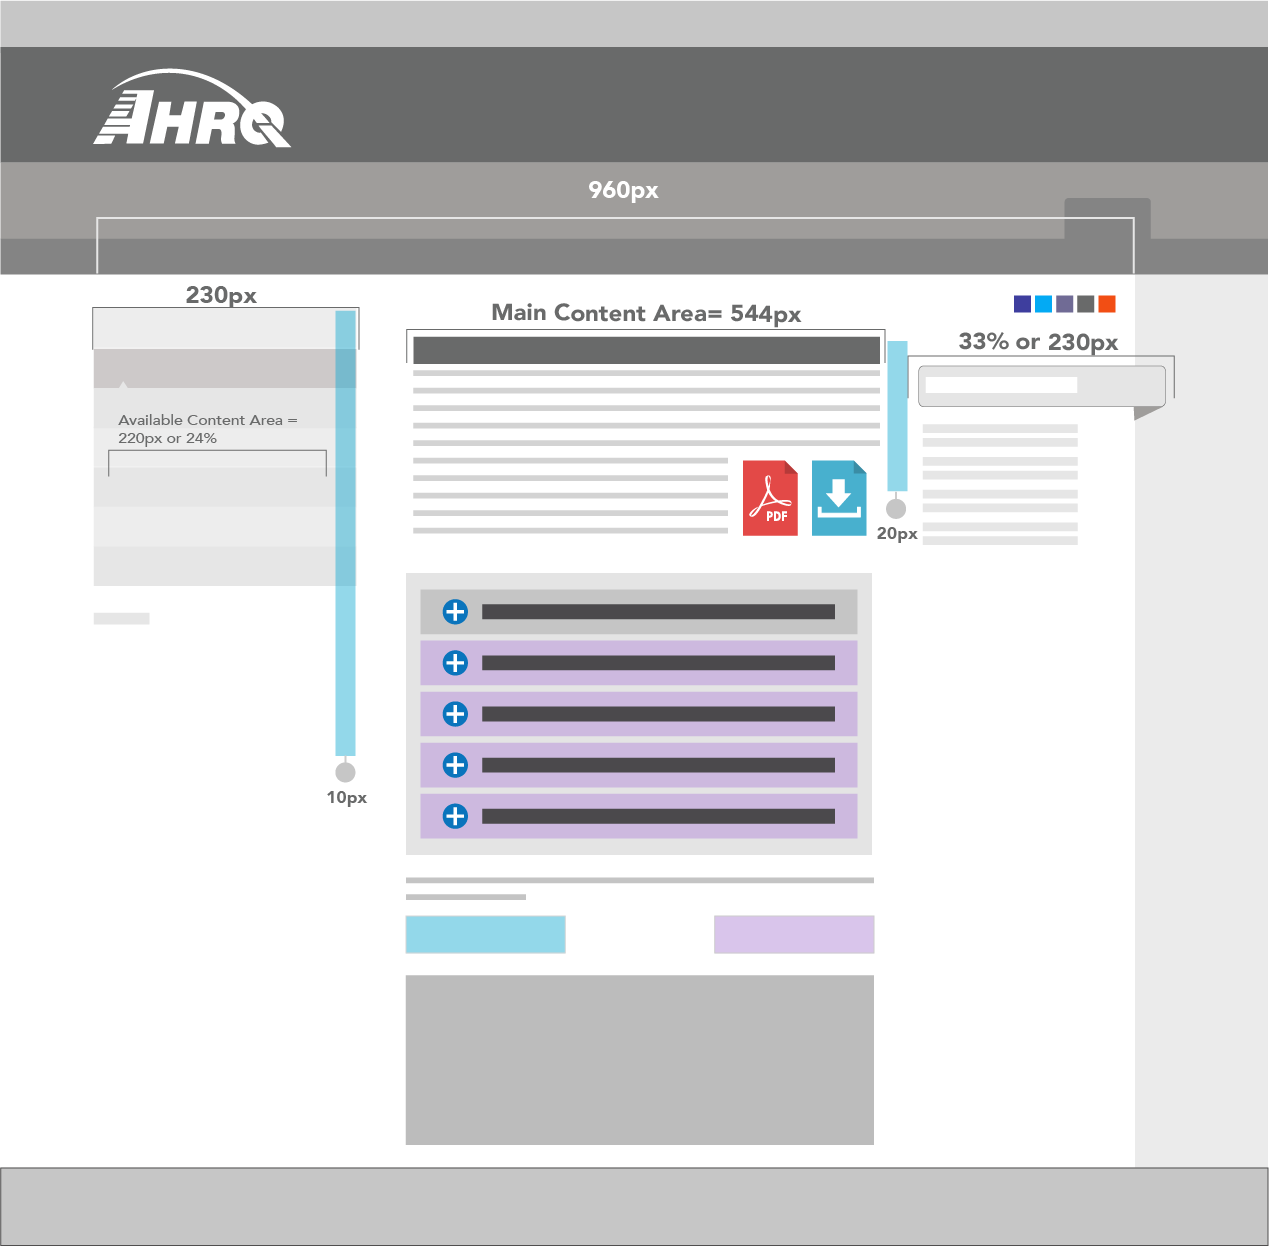 AHRQ
960px
230px
Main Content Area= 544px
33% or 230px
Available Content Area =
220px or 24%
PDF
20px
10px